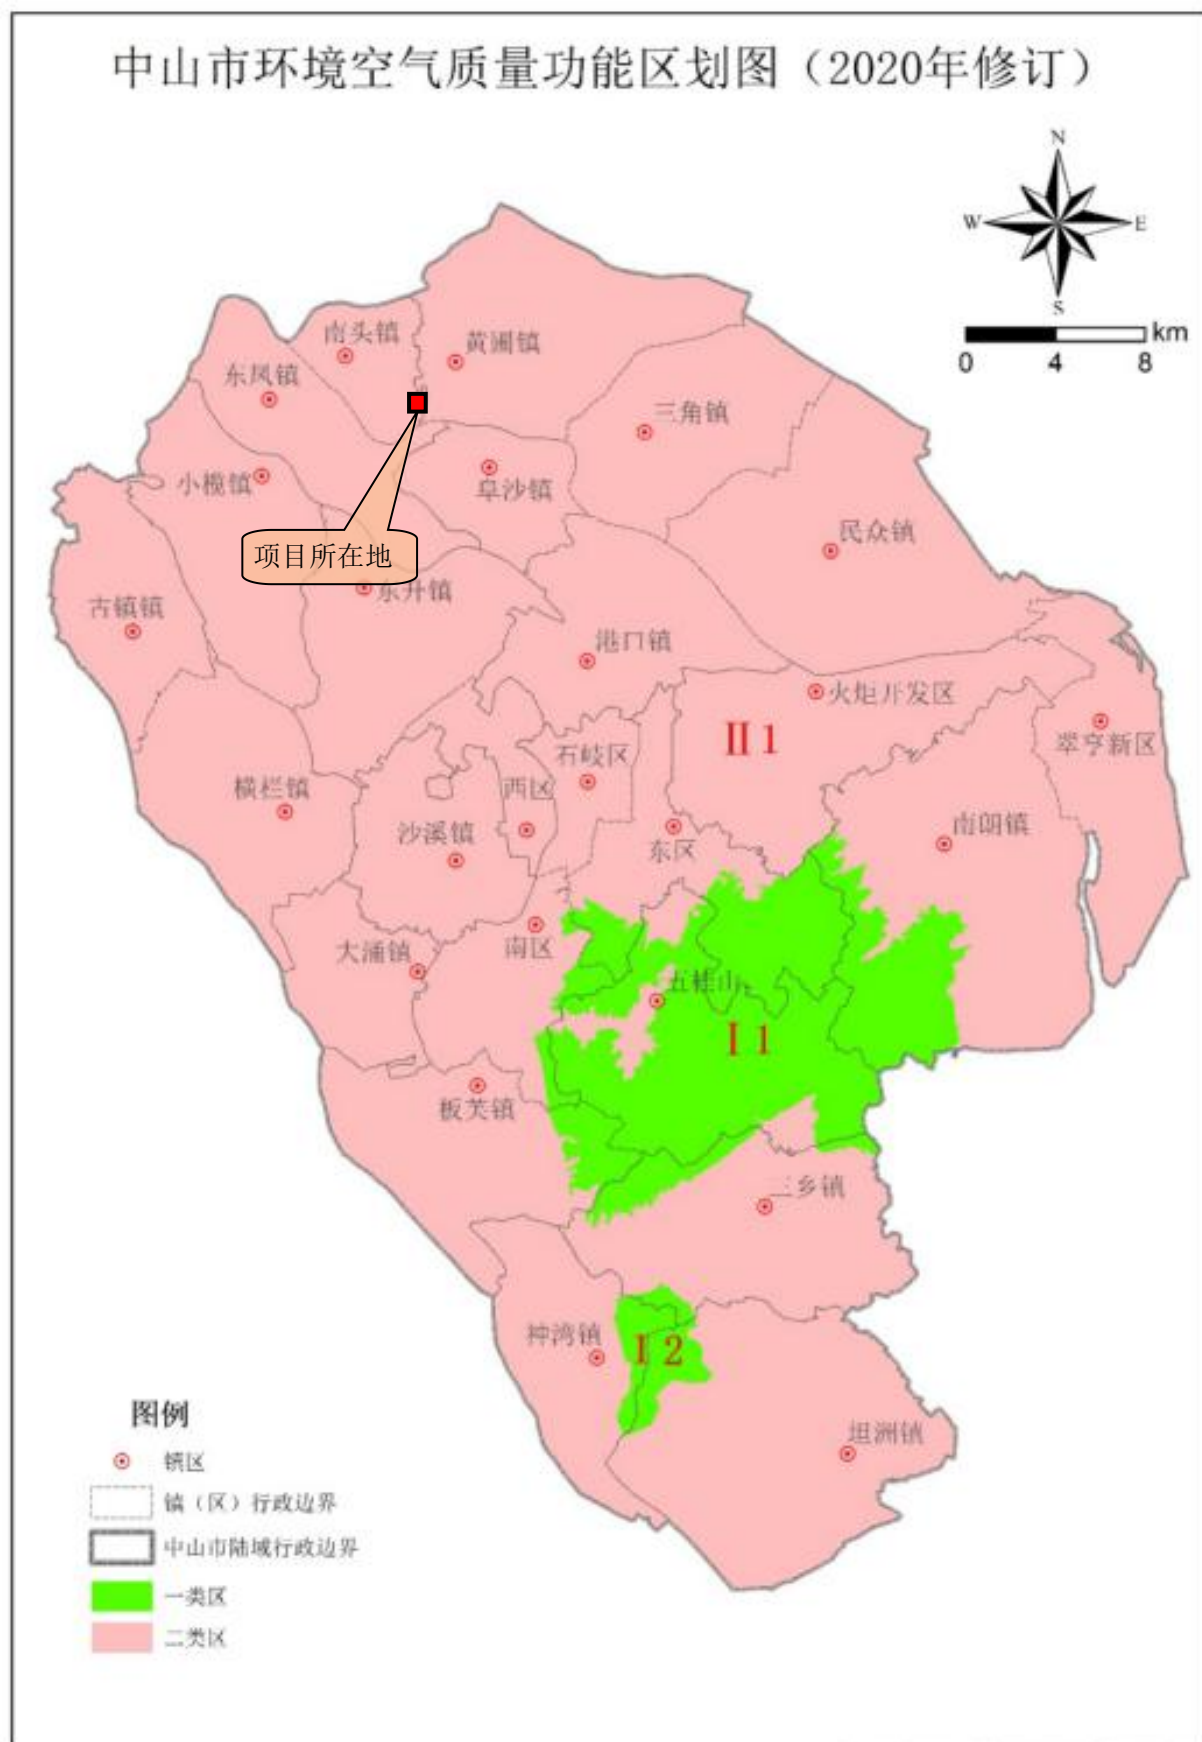 中山市环境空气质量功能区划图（2020年修订）
N
W
E
S
km
0
4
8
南头镇
黄圃镇
东凤镇
三角镇
小榄镇
阜沙镇
民众镇
项目所在地
东升镇
古镇镇
港口镇
火炬开发区
II 1
翠亨新区
石岐区
横栏镇
西区
沙溪镇
东区
南朗镇
大涌镇
南区
五桂山
I 1
板芙镇
三乡镇
神湾镇
I 2
坦洲镇
图例
镇区
镇（区）行政边界
中山市陆域行政边界
一类区
二类区